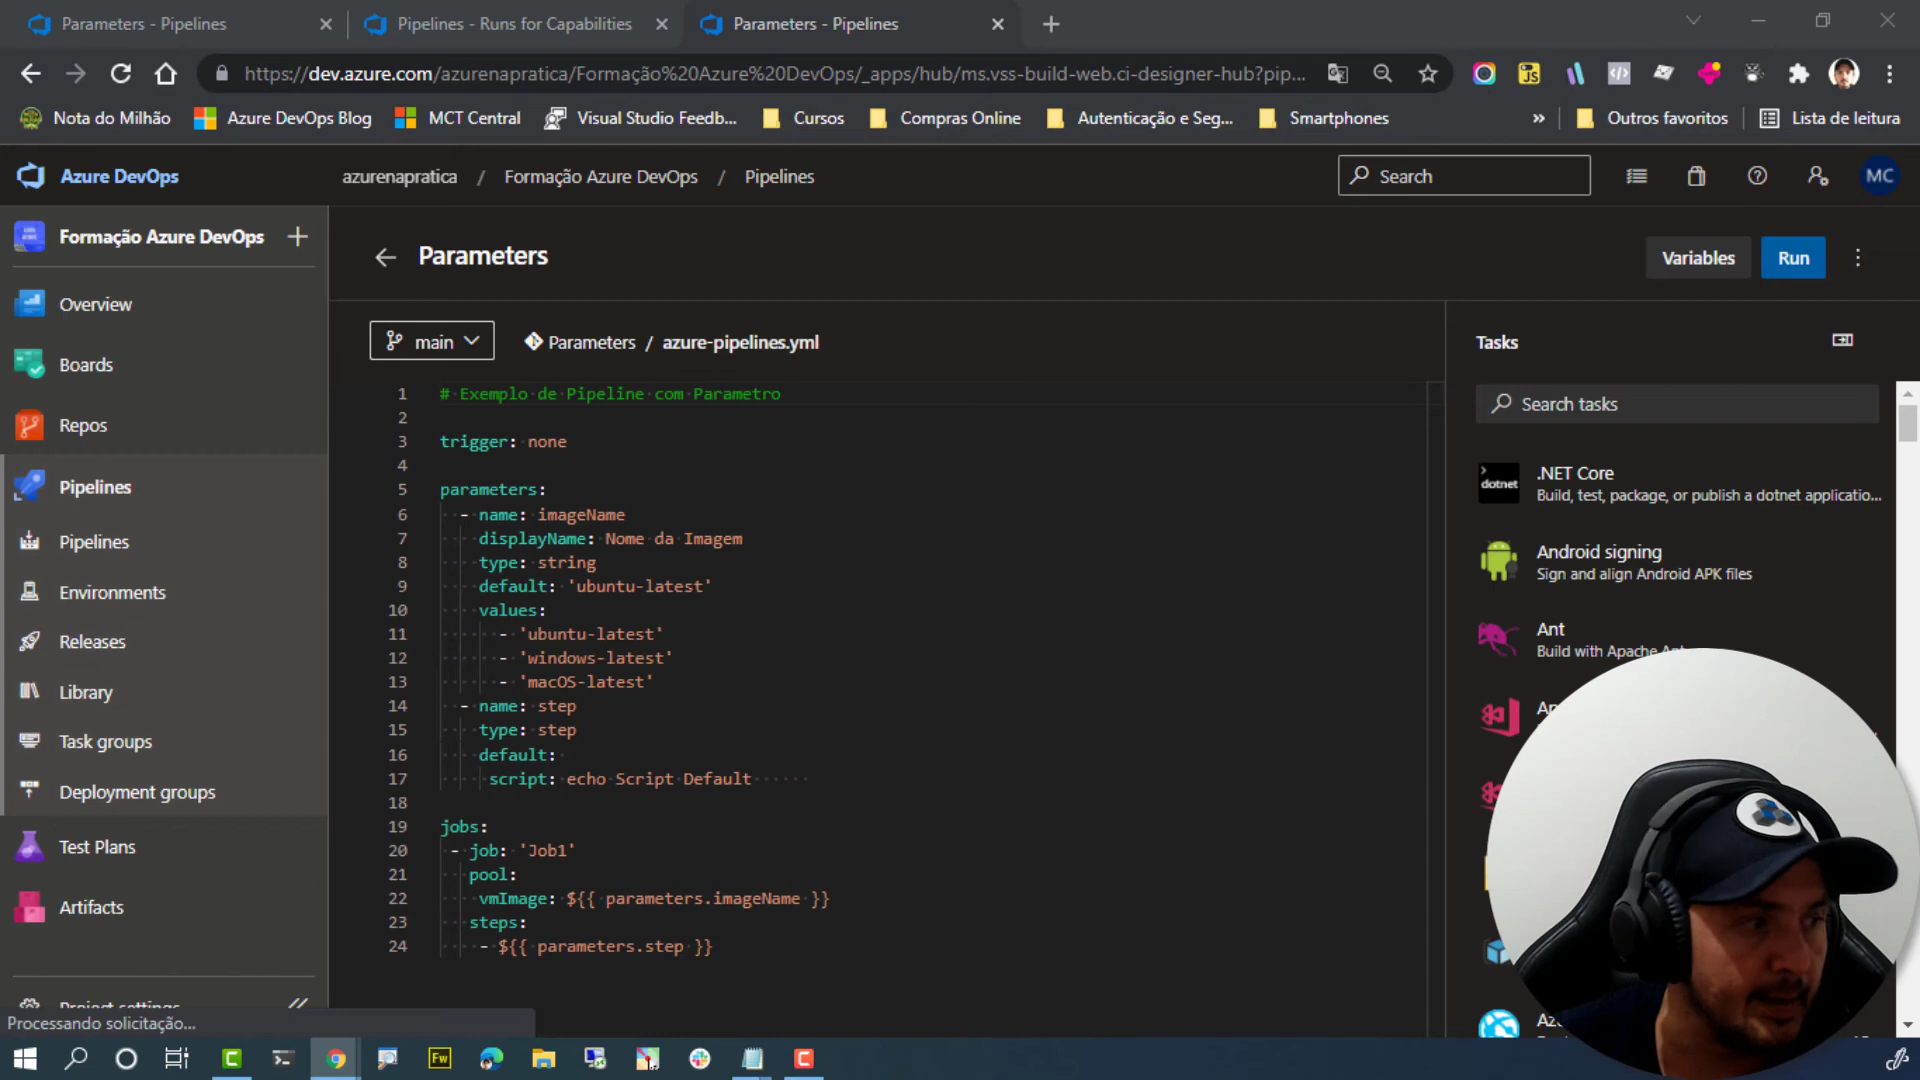 Parameters - Pipelines
Pipelines - Runs for Capabilities
Parameters - Pipelines
https://dev.azure.com/azurenapratica/Formação%20Azure%20DevOps/_apps/hub/ms.vss-build-web.ci-designer-hub?pip...
Nota do Milhão
Azure DevOps Blog
MCT Central
Visual Studio Feedb...
Cursos
Compras Online
Autenticação e Seg...
Smartphones
»
Outros favoritos
Lista de leitura
Azure DevOps
azurenapratica / Formação Azure DevOps / Pipelines
Search
MC
Formação Azure DevOps
Overview
Boards
Repos
Pipelines
Pipelines
Environments
Releases
Library
Task groups
Deployment groups
Test Plans
Artifacts
Processando solicitação...
Parameters
Variables
Run
main
Parameters / azure-pipelines.yml
1 # Exemplo de Pipeline com Parametro
2
3 trigger: none
4
5 parameters:
6 - name: imageName
7 displayName: Nome da Imagem
8 type: string
9 default: 'ubuntu-latest'
10 values:
11 - 'ubuntu-latest'
12 - 'windows-latest'
13 - 'macOS-latest'
14 - name: step
15 type: step
16 default:
17 script: echo Script Default
18
19 jobs:
20 - job: 'Job1'
21 pool:
22 vmImage: ${{ parameters.imageName }}
23 steps:
24 - ${{ parameters.step }}
Tasks
Search tasks
dotnet
.NET Core
Build, test, package, or publish a dotnet applicatio...
Android signing
Sign and align Android APK files
Ant
Build with Apache
JS
Fw